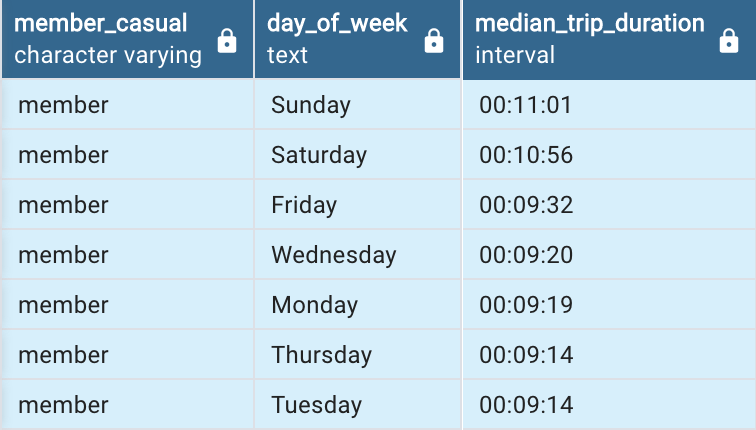 member_casual day_of_week median_trip_duration
character varying text interval
member Sunday 00:11:01
member Saturday 00:10:56
member Friday 00:09:32
member Wednesday 00:09:20
member Monday 00:09:19
member Thursday 00:09:14
member Tuesday 00:09:14